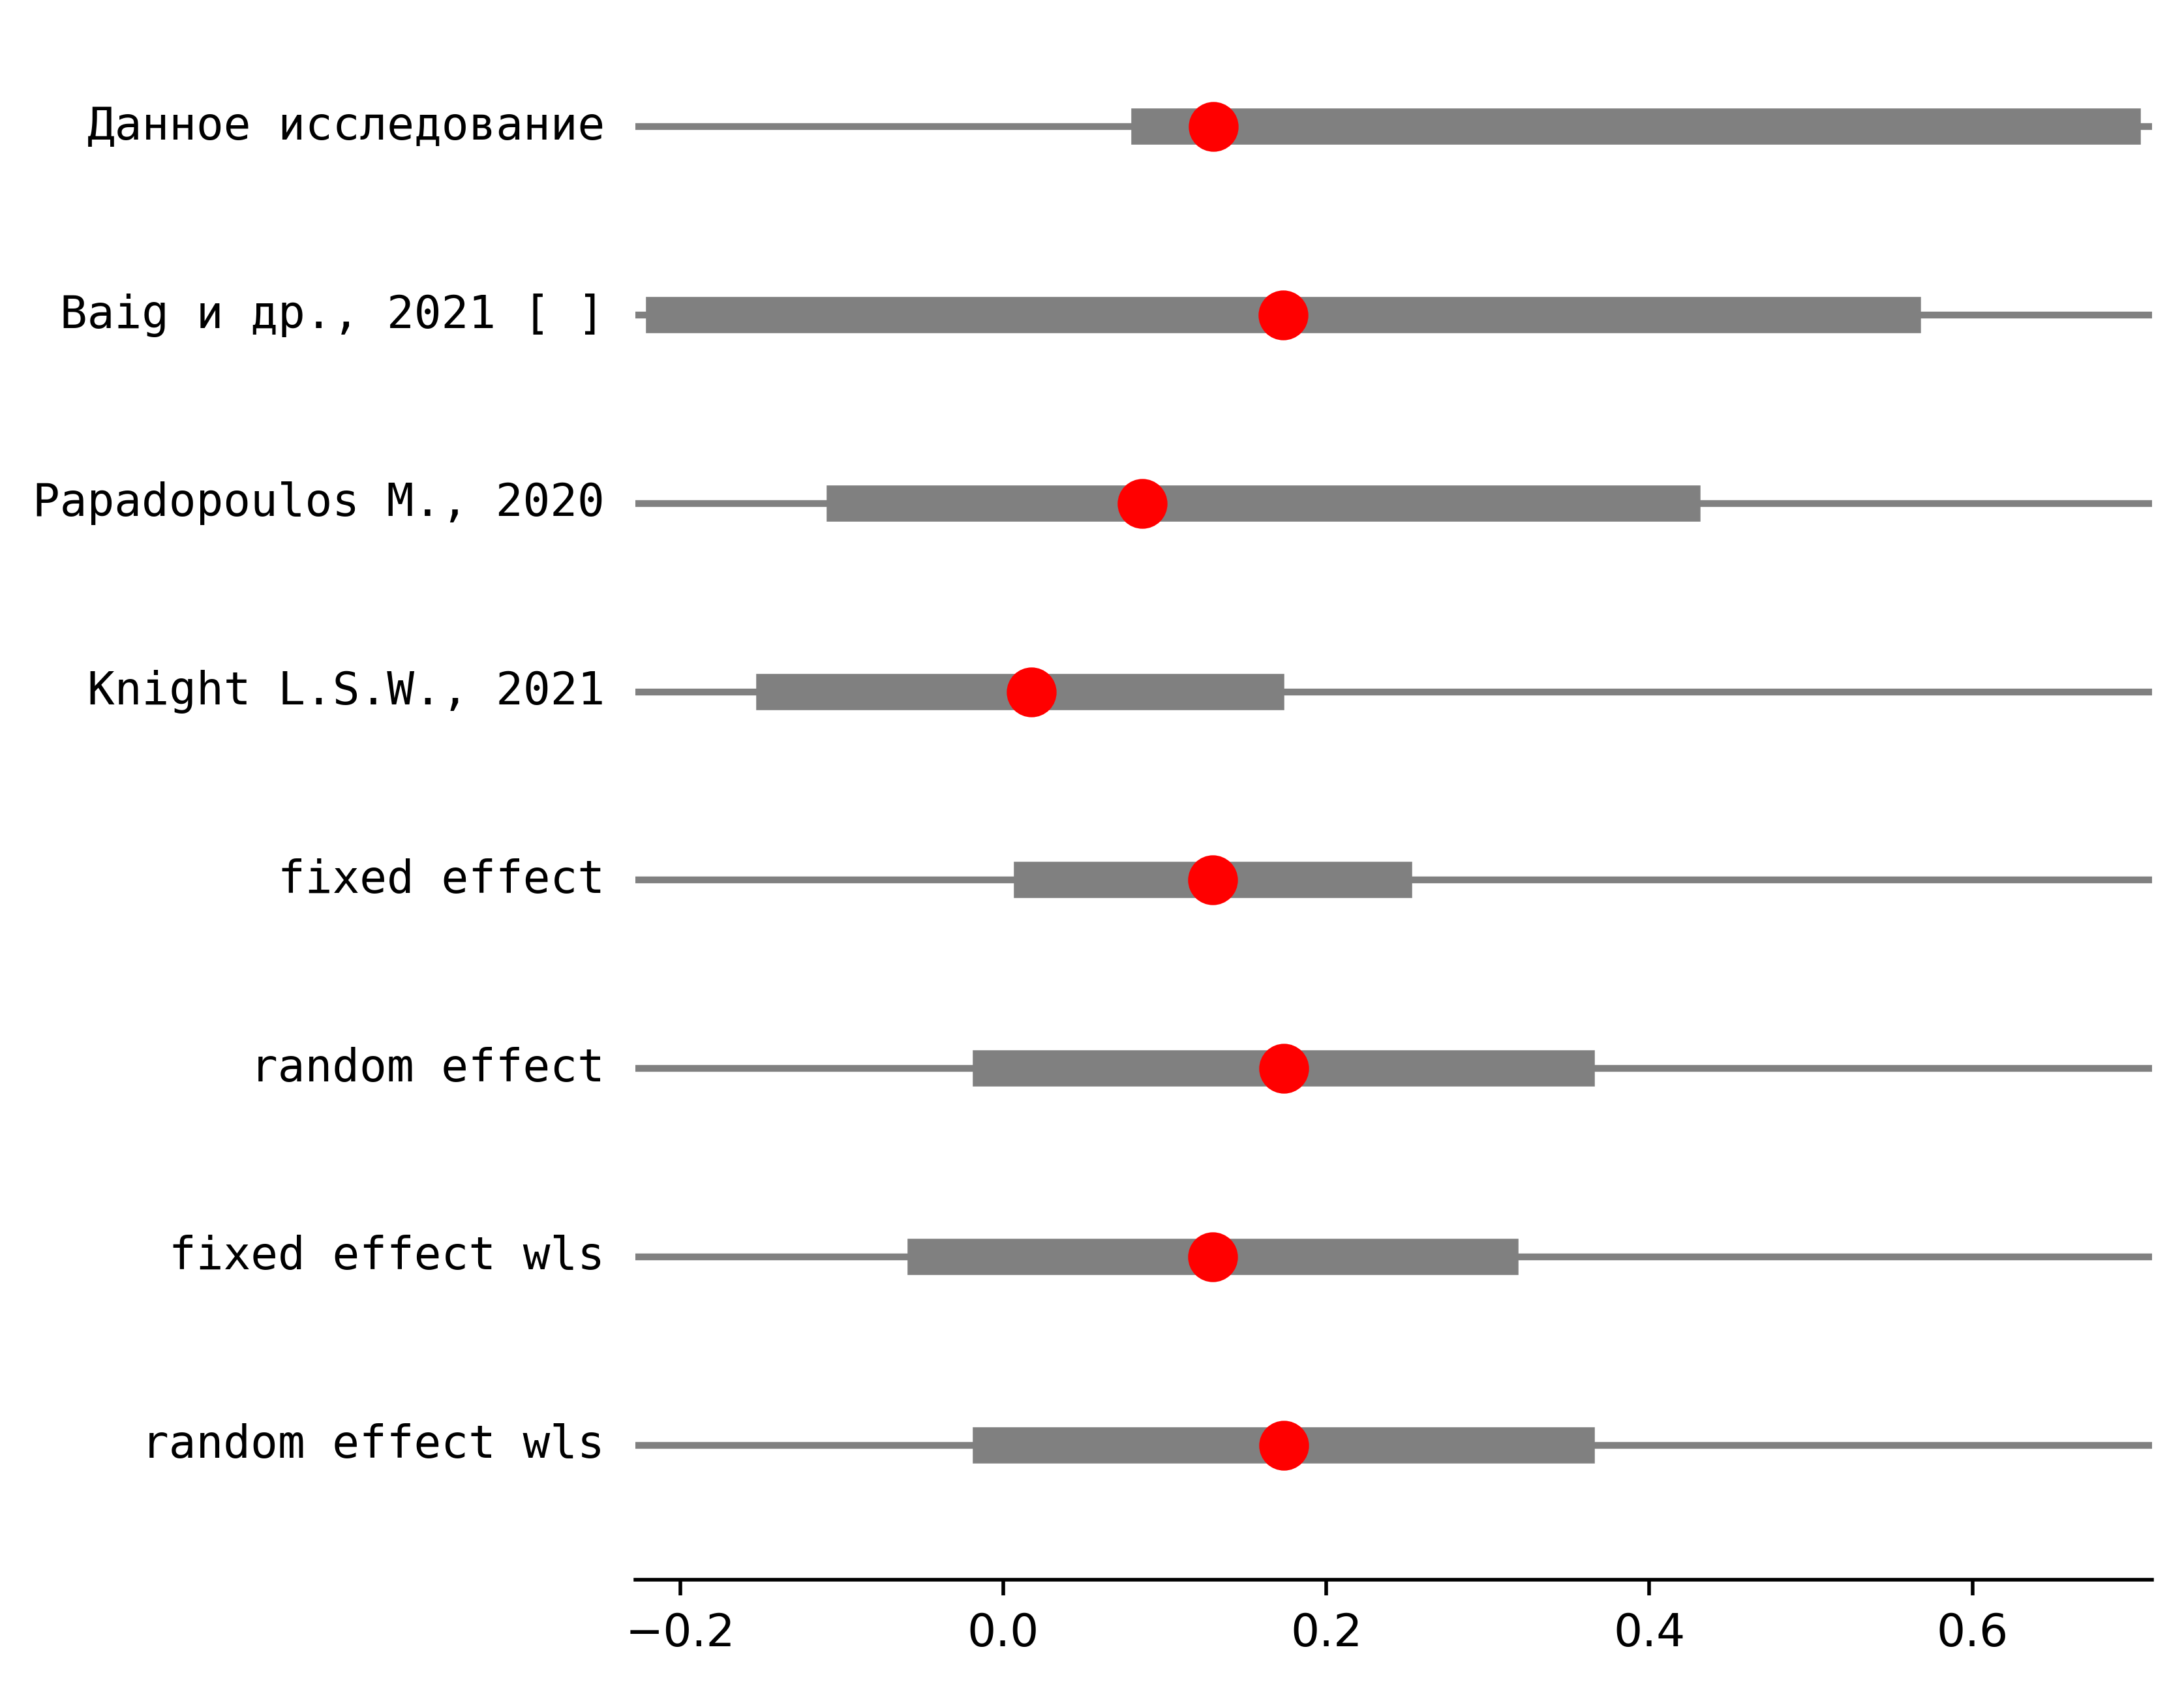 Данное исследование
Baig и др., 2021 [ ]
Papadopoulos M., 2020
Knight L.S.W., 2021
fixed effect
random effect
fixed effect wls
random effect wls
−0.2 0.0 0.2 0.4 0.6